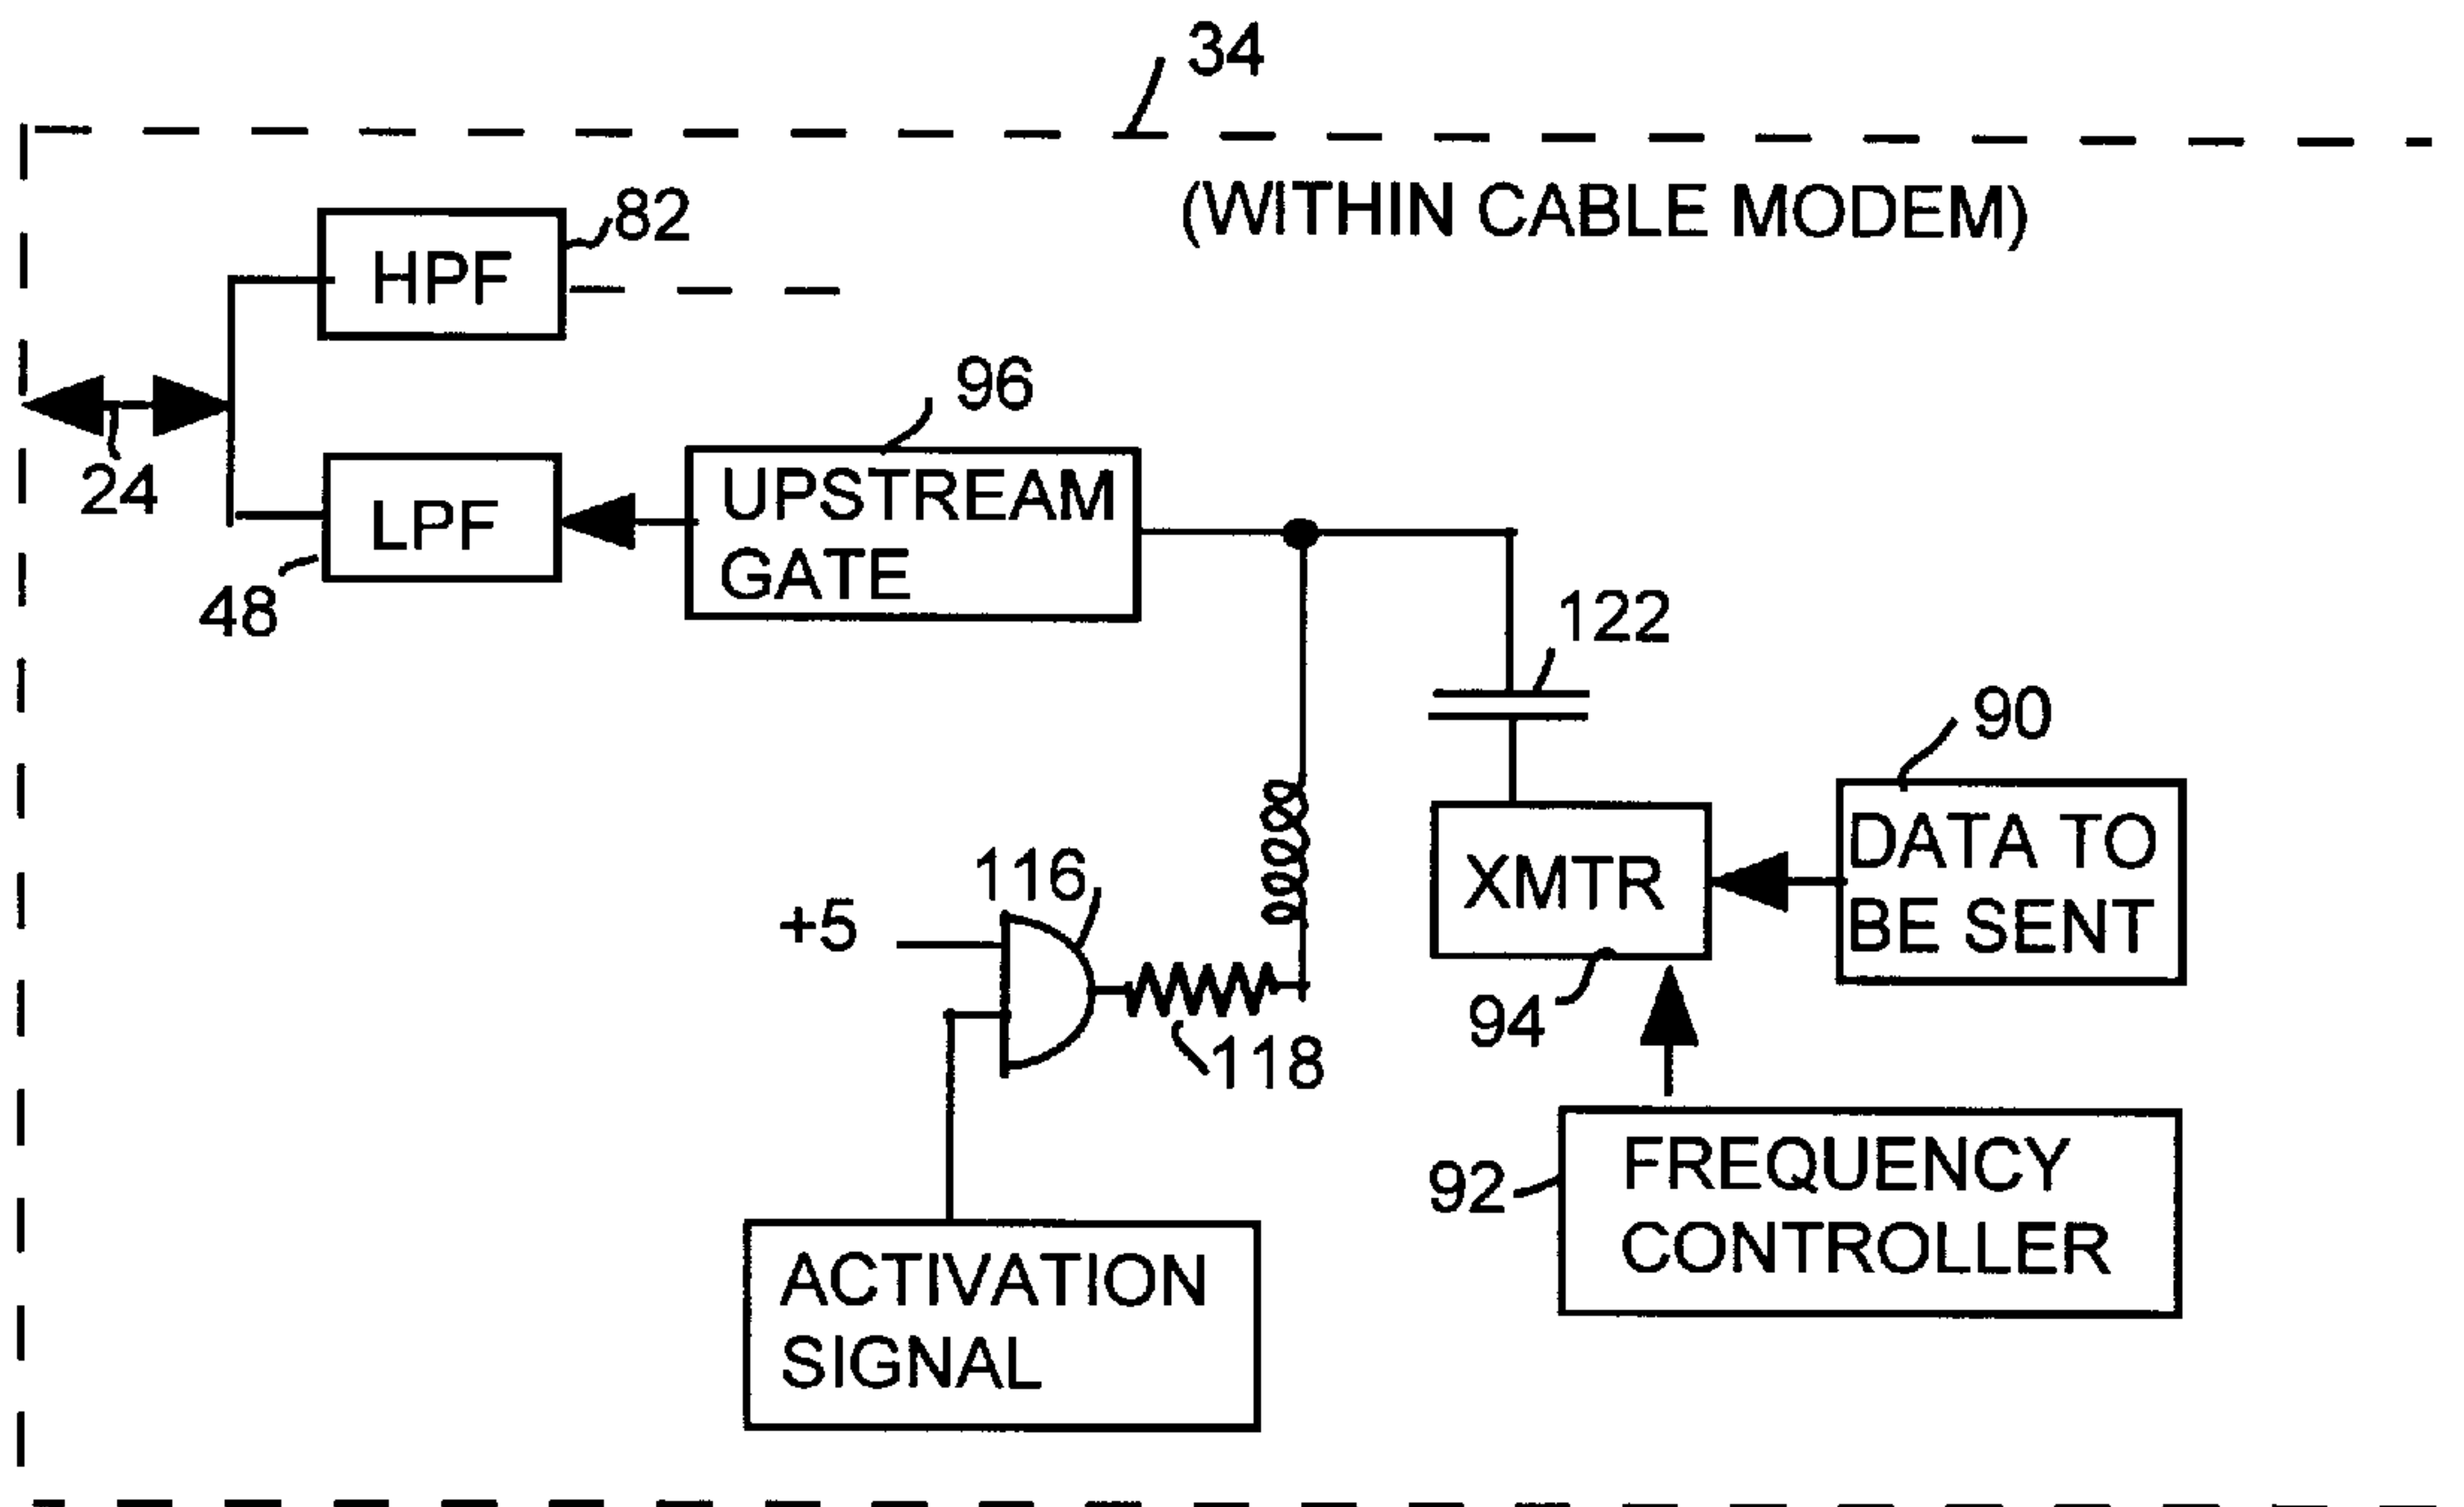 34
(WITHIN CABLE MODEM)
82
HPF
96
24
UPSTREAM
GATE
LPF
48
122
90
DATA TO
BE SENT
116
XMTR
+5
94
118
FREQUENCY
CONTROLLER
92
ACTIVATION
SIGNAL